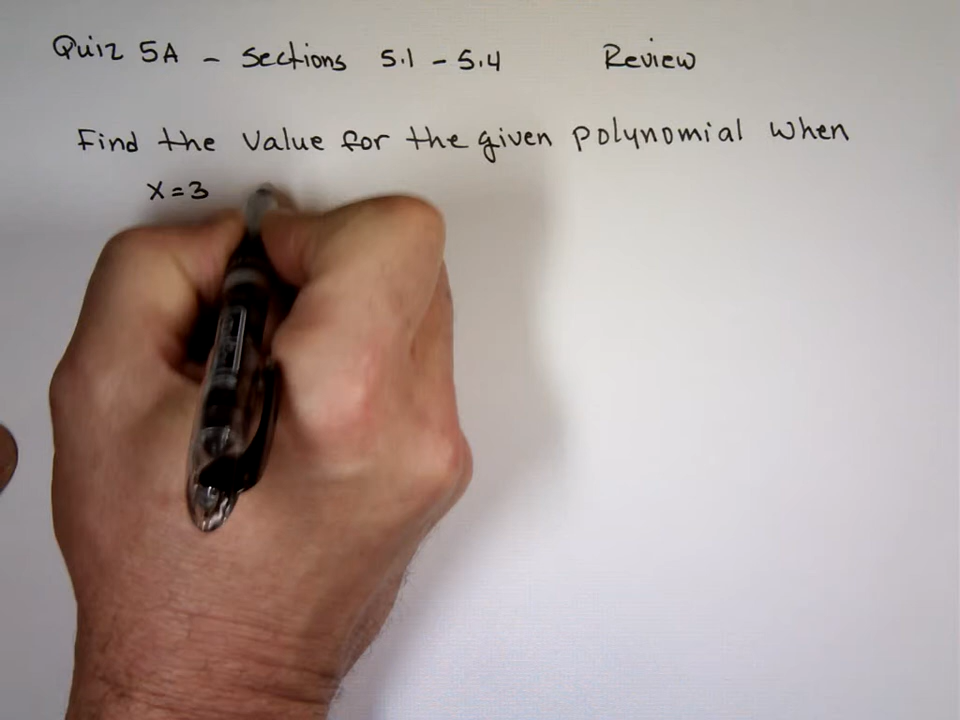 Quiz 5A - Sections 5.1 - 5.4 Review
Find the Value for the given polynomial when
x=3